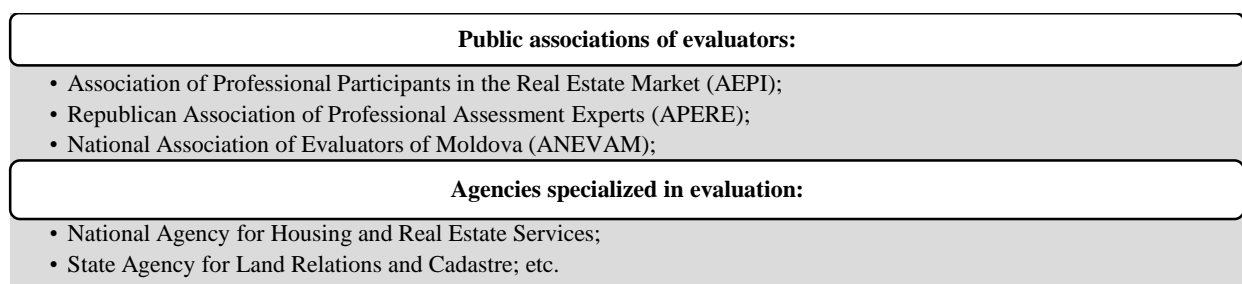 Public associations of evaluators:
• Association of Professional Participants in the Real Estate Market (AEPI);
• Republican Association of Professional Assessment Experts (APERE);
• National Association of Evaluators of Moldova (ANEVAM);
Agencies specialized in evaluation:
• National Agency for Housing and Real Estate Services;
• State Agency for Land Relations and Cadastre; etc.